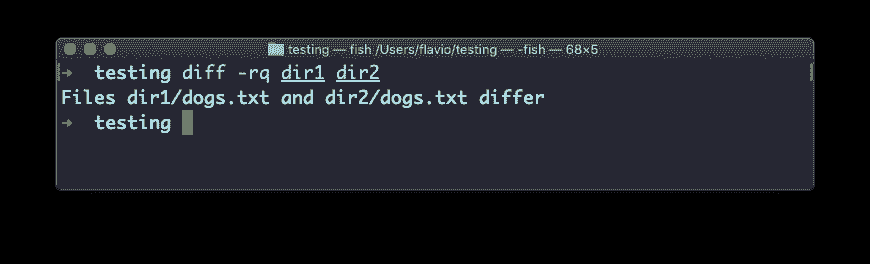 testing — fish /Users/flavio/testing — -fish — 68×5
→ testing diff -rq dir1 dir2
Files dir1/dogs.txt and dir2/dogs.txt differ
→ testing